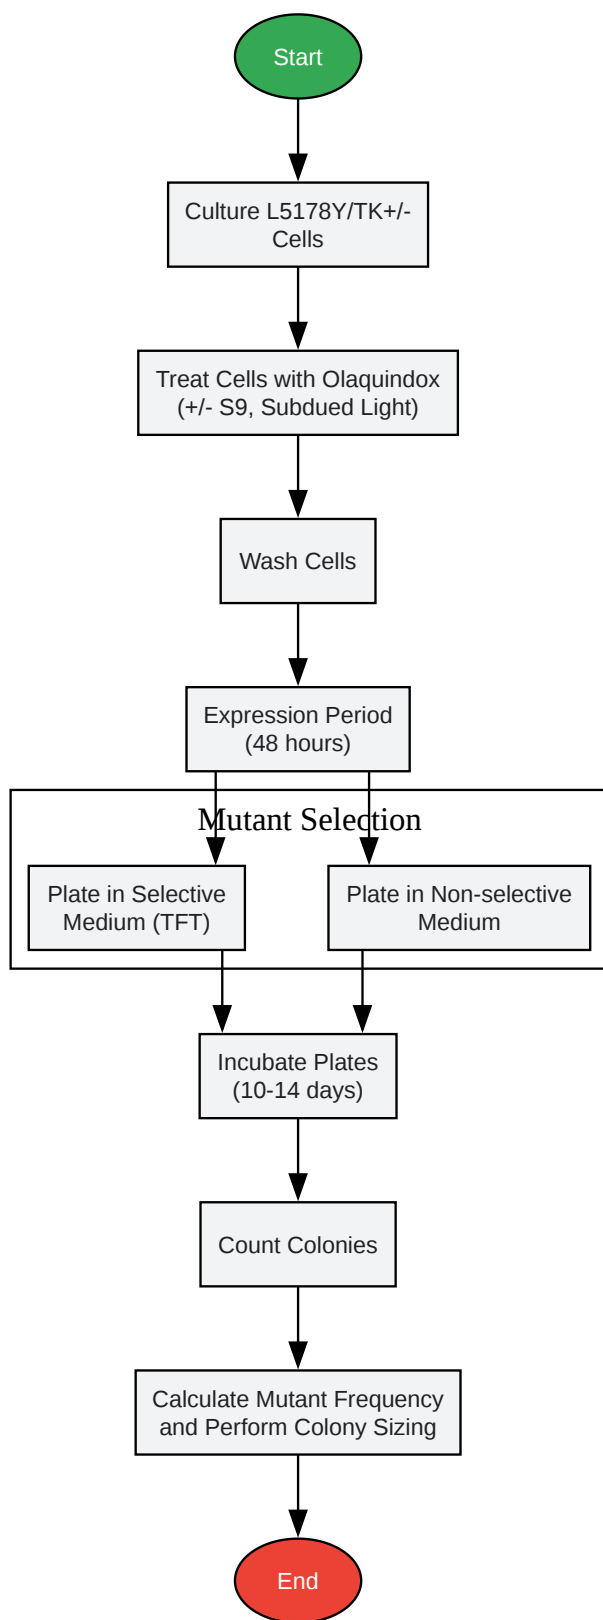 Start
Culture L5178Y/TK+/-
Cells
Treat Cells with Olaquindox
(+/- S9, Subdued Light)
Wash Cells
Expression Period
(48 hours)
Mutant Selection
Plate in Selective
Medium (TFT)
Plate in Non-selective
Medium
Incubate Plates
(10-14 days)
Count Colonies
Calculate Mutant Frequency
and Perform Colony Sizing
End